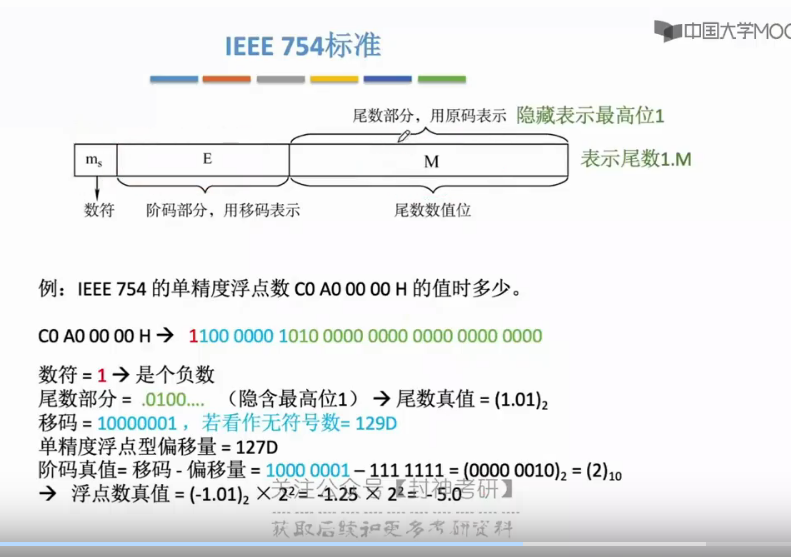 中国大学MOO
IEEE 754标准
尾数部分，用原码表示 隐藏表示最高位1
mₛ E M 表示尾数1.M
数符 阶码部分，用移码表示 尾数数值位
例：IEEE 754 的单精度浮点数 C0 A0 00 00 H 的值时多少。
C0 A0 00 00 H → 1100 0000 1010 0000 0000 0000 0000 0000
数符 = 1 → 是个负数
尾数部分 = .0100.... （隐含最高位1） → 尾数真值 = (1.01)₂
移码 = 10000001 ，若看作无符号数= 129D
单精度浮点型偏移量 = 127D
阶码真值= 移码 - 偏移量 = 1000 0001 – 111 1111 = (0000 0010)₂ = (2)₁₀
→ 浮点数真值 = (-1.01)₂ × 2² = -1.25 × 2² = - 5.0
关注公众号【封神考研】
获取后续和更多考研资料